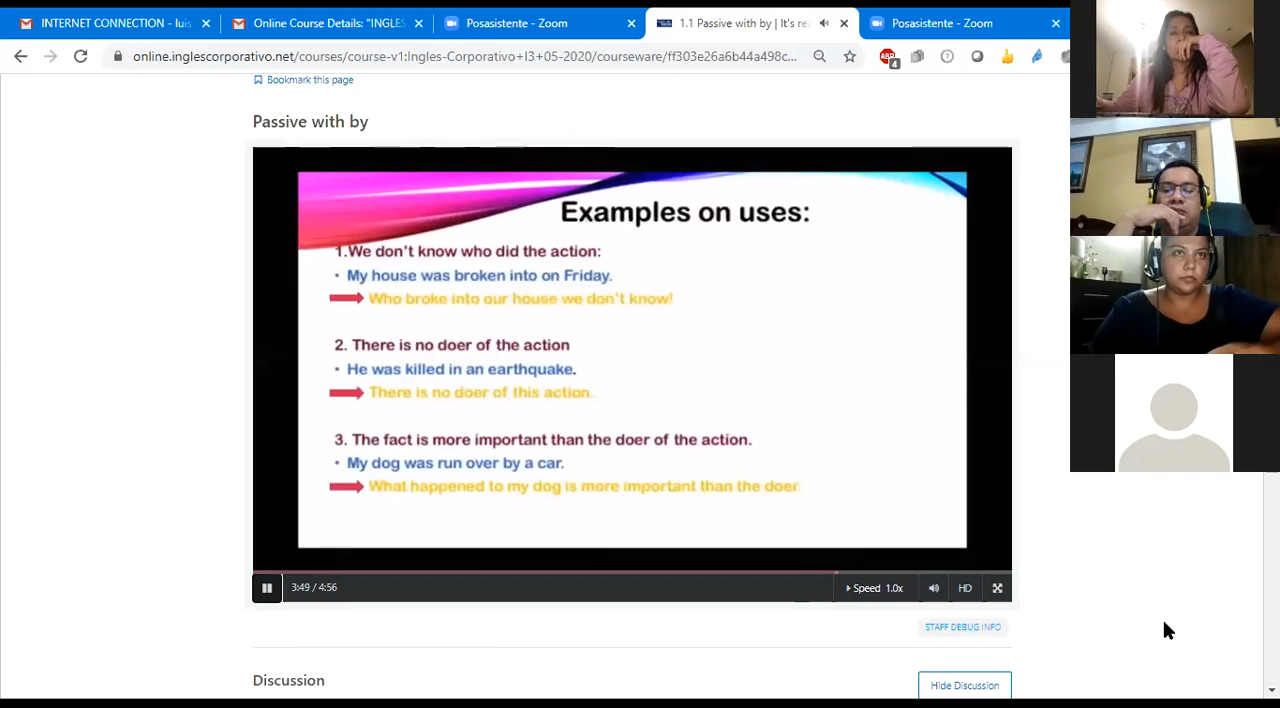 INTERNET CONNECTION - luis
Online Course Details: "INGLES
Posasistente - Zoom
1.1 Passive with by | It's rea
Posasistente - Zoom
online.inglescorporativo.net/courses/course-v1:Ingles-Corporativo+I3+05-2020/courseware/ff303e26a6b44a498c...
4
Bookmark this page
Passive with by
Examples on uses:
1.We don't know who did the action:
• My house was broken into on Friday.
Who broke into our house we don't know!
2. There is no doer of the action
• He was killed in an earthquake.
There is no doer of this action.
3. The fact is more important than the doer of the action.
• My dog was run over by a car.
What happened to my dog is more important than the doer
3:49 / 4:56
Speed 1.0x
HD
STAFF DEBUG INFO
Discussion
Hide Discussion